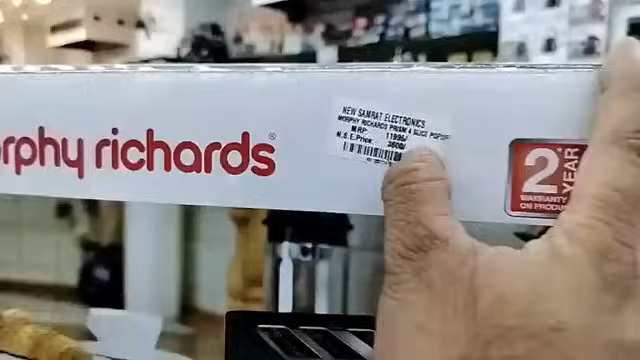 rphy richards®
NEW SAMRAT ELECTRONICS
MORPHY RICHARDS PRISM 4 SLICE POPUP
MRP: 11995/
N.S.E.Price: 3800/
2 YEAR*
WARRANTY
ON PRODUCT